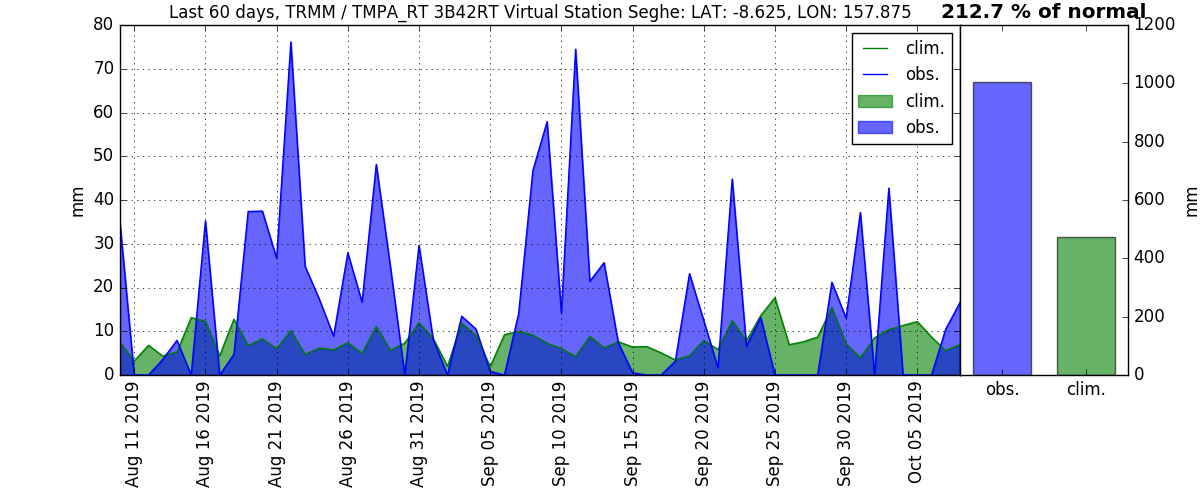 Last 60 days, TRMM / TMPA_RT 3B42RT Virtual Station Seghe: LAT: -8.625, LON: 157.875
212.7 % of normal
80
70
60
50
40
30
20
10
0
mm
clim.
obs.
clim.
obs.
Aug 11 2019
Aug 16 2019
Aug 21 2019
Aug 26 2019
Aug 31 2019
Sep 05 2019
Sep 10 2019
Sep 15 2019
Sep 20 2019
Sep 25 2019
Sep 30 2019
Oct 05 2019
1200
1000
800
600
400
200
0
mm
obs.
clim.